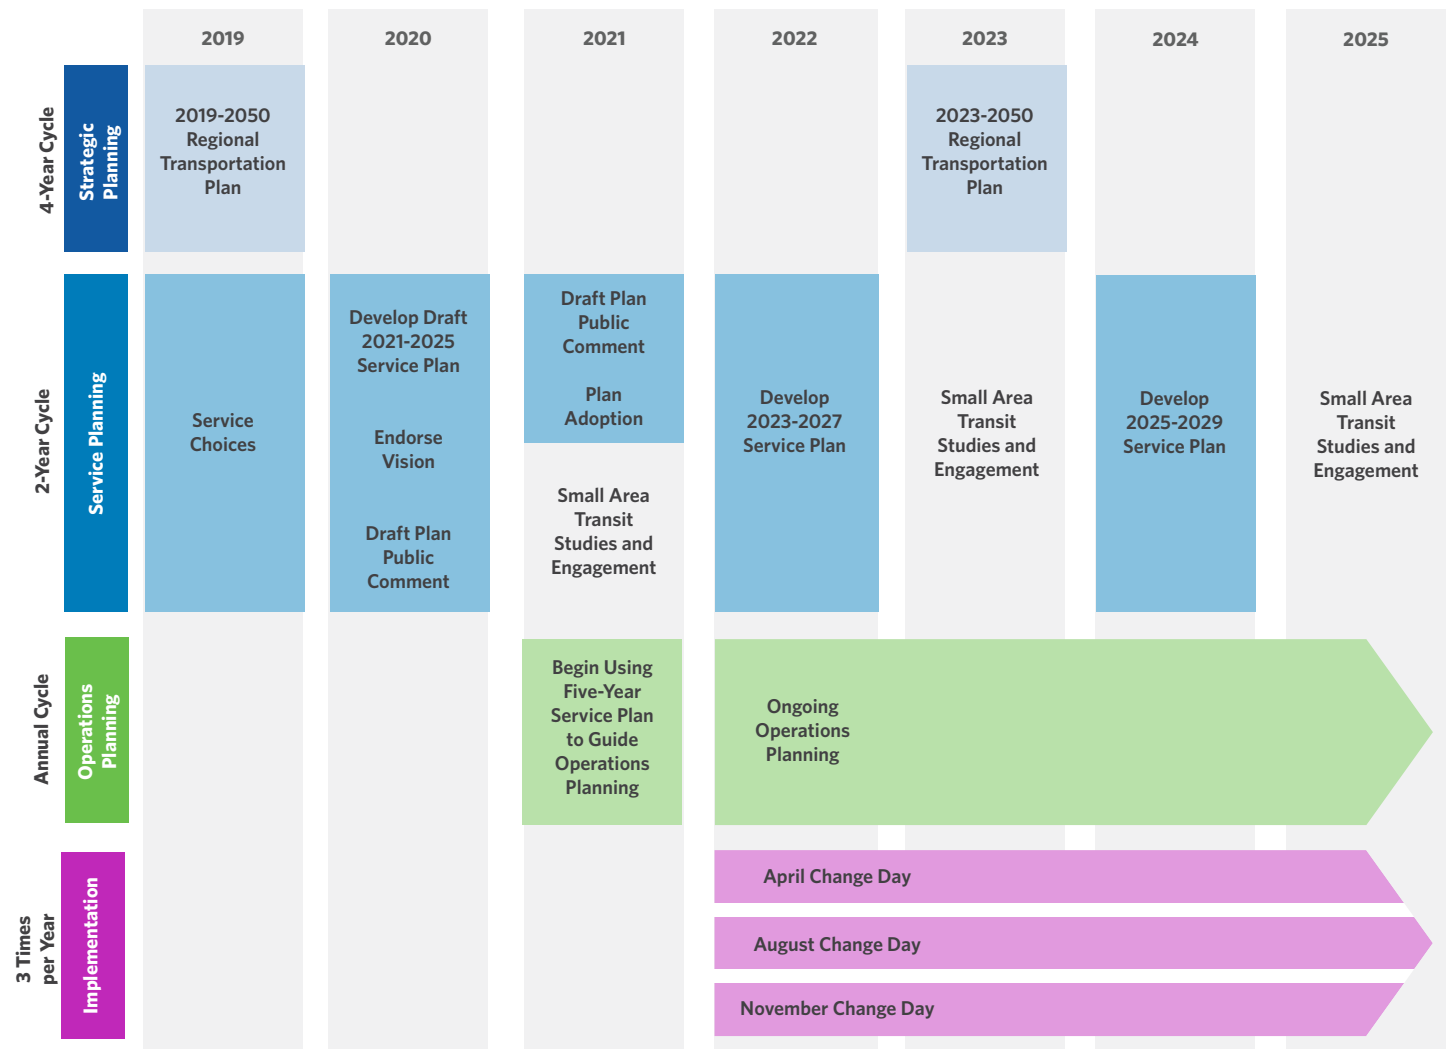 2019
2020
2021
2022
2023
2024
2025
4-Year Cycle
Strategic
Planning
2019-2050
Regional
Transportation
Plan
2023-2050
Regional
Transportation
Plan
2-Year Cycle
Service Planning
Service
Choices
Develop Draft
2021-2025
Service Plan
Endorse
Vision
Draft Plan
Public
Comment
Draft Plan
Public
Comment
Plan
Adoption
Small Area
Transit
Studies and
Engagement
Develop
2023-2027
Service Plan
Small Area
Transit
Studies and
Engagement
Develop
2025-2029
Service Plan
Small Area
Transit
Studies and
Engagement
Annual Cycle
Operations
Planning
Begin Using
Five-Year
Service Plan
to Guide
Operations
Planning
Ongoing
Operations
Planning
3 Times
per Year
Implementation
April Change Day
August Change Day
November Change Day